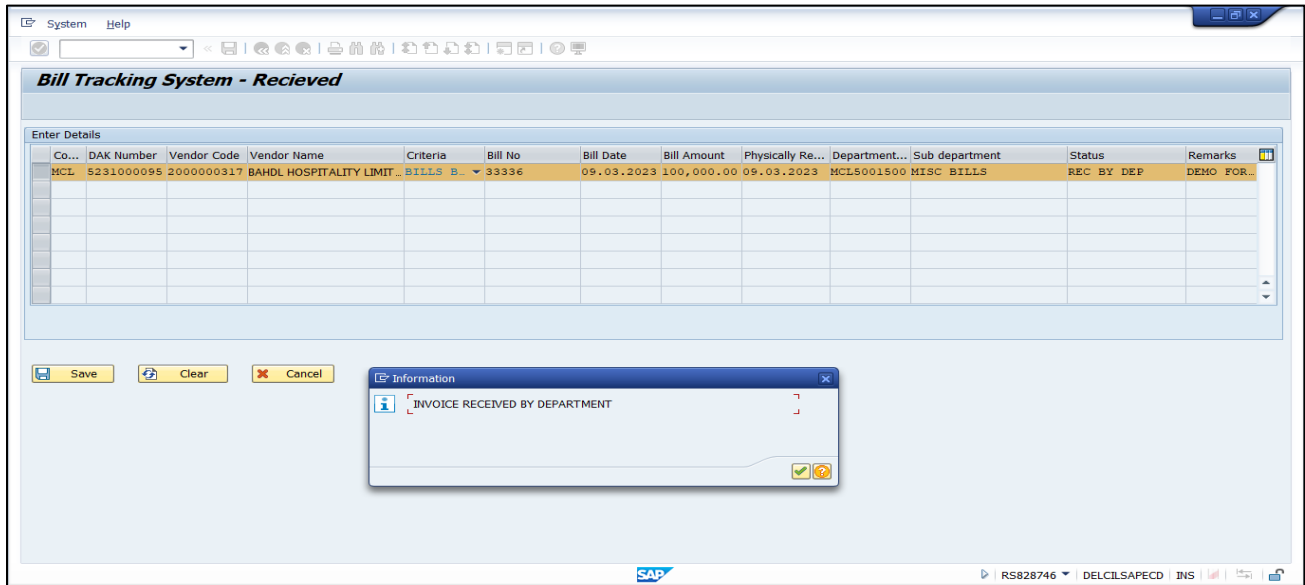 System Help
Bill Tracking System - Recieved
Enter Details
Co... DAK Number Vendor Code Vendor Name Criteria Bill No Bill Date Bill Amount Physically Re... Department... Sub department Status Remarks
MCL 5231000095 2000000317 BAHDL HOSPITALITY LIMIT... BILLS B... 33336 09.03.2023 100,000.00 09.03.2023 MCL5001500 MISC BILLS REC BY DEP DEMO FOR...
Save Clear Cancel
Information
INVOICE RECEIVED BY DEPARTMENT
SAP RS828746 DELCILSAPECD INS